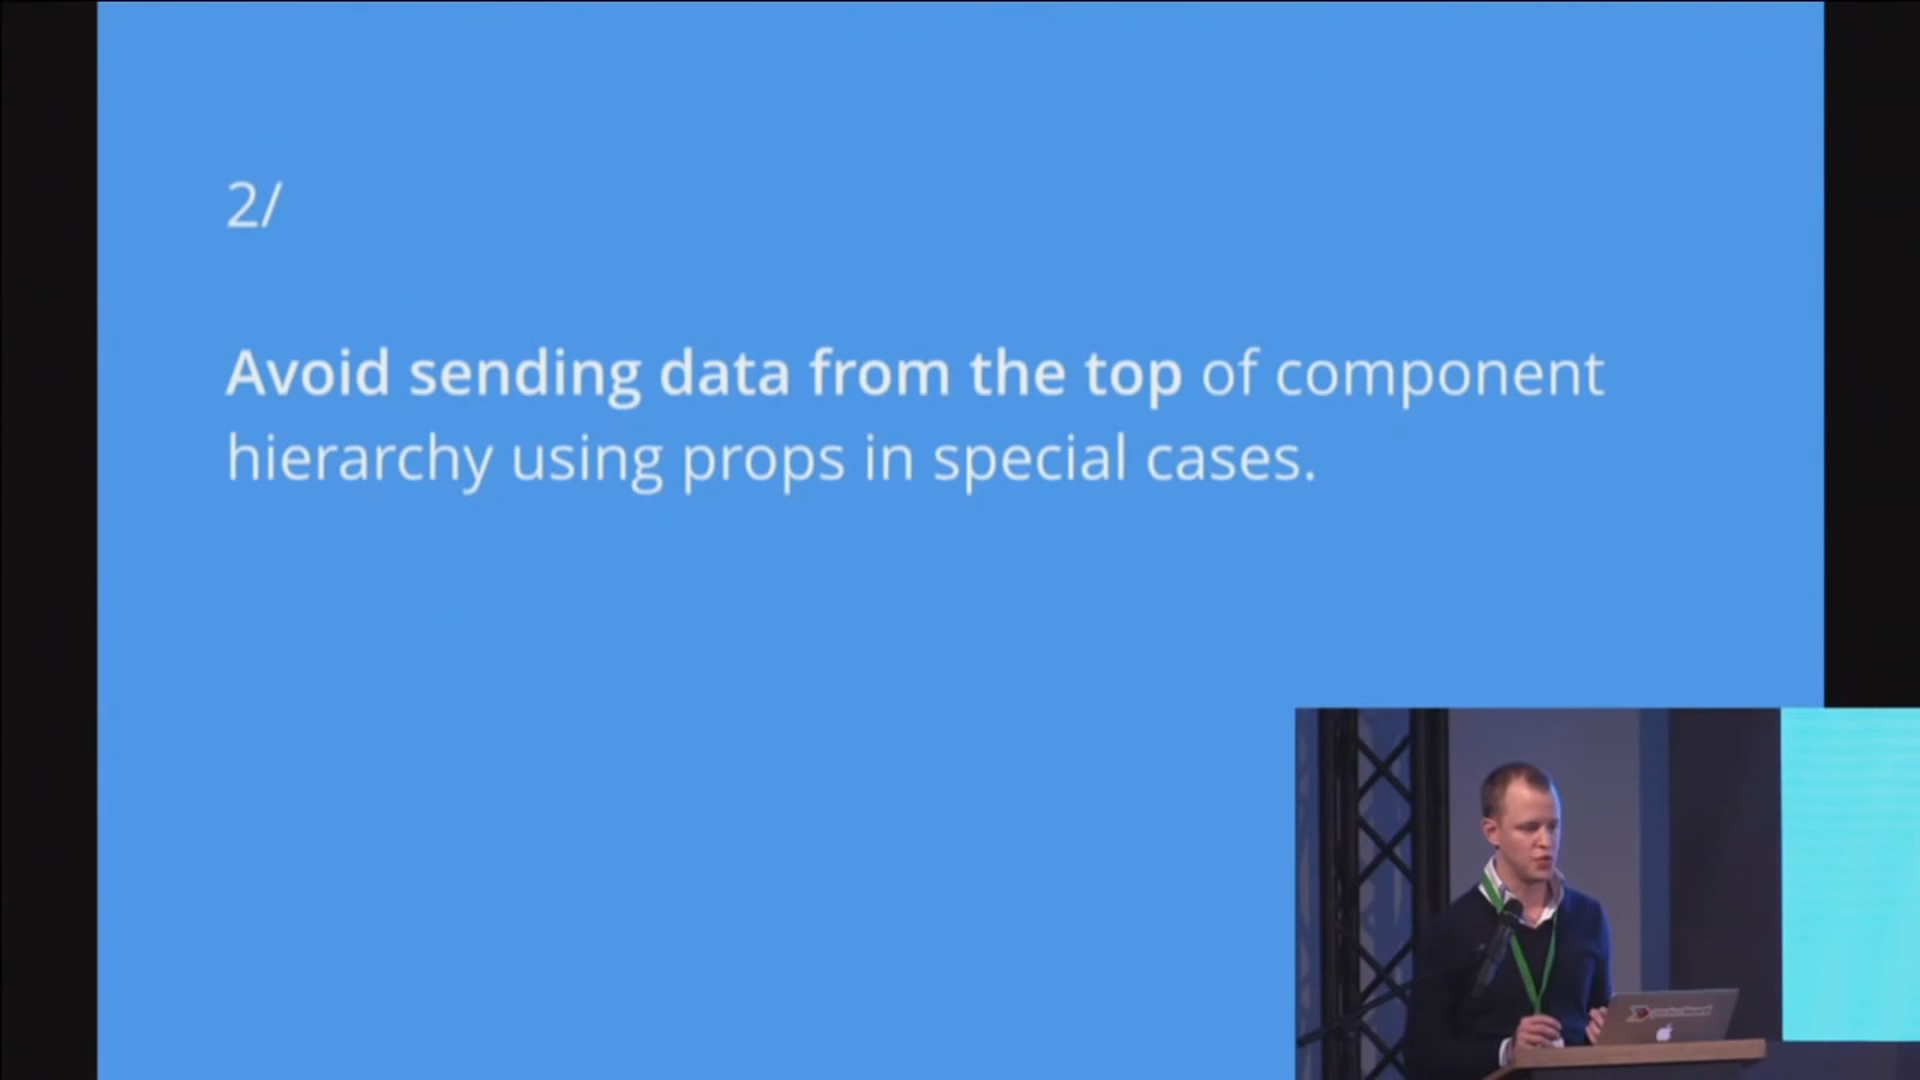 2/
Avoid sending data from the top of component
hierarchy using props in special cases.